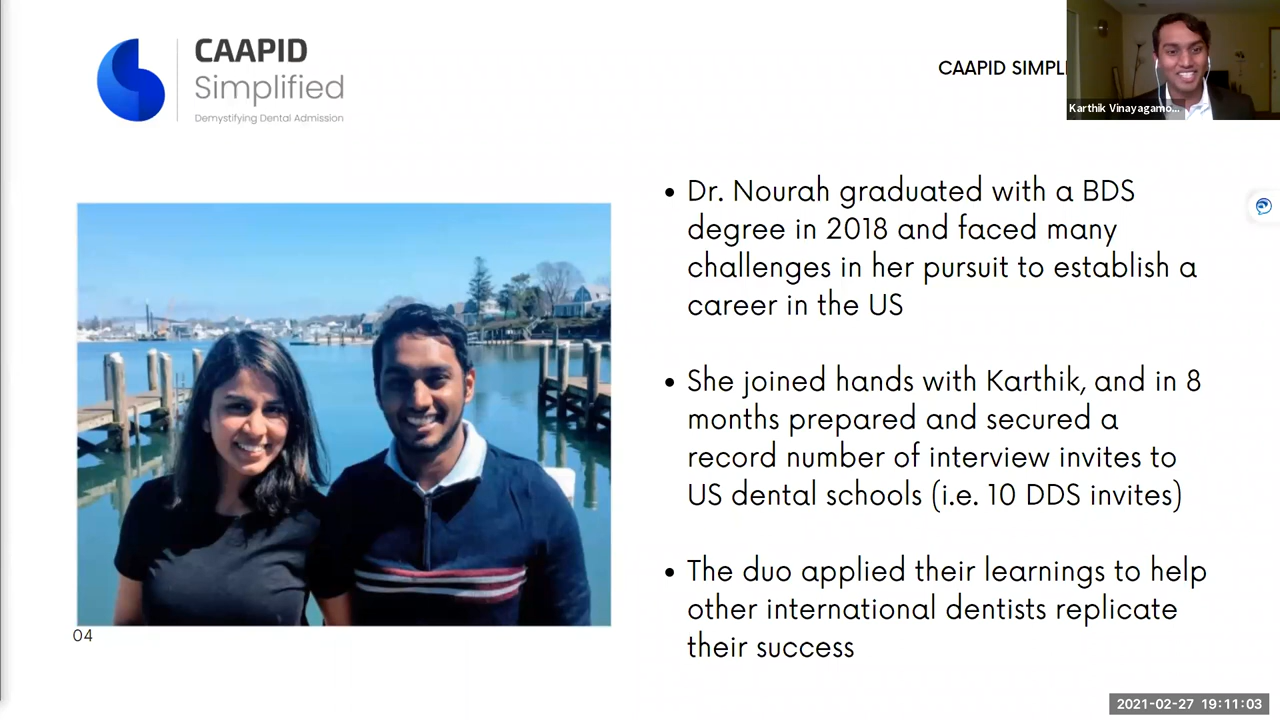 CAAPID
Simplified
Demystifying Dental Admission
CAAPID SIMPLI
Karthik Vinayagamo...
• Dr. Nourah graduated with a BDS
degree in 2018 and faced many
challenges in her pursuit to establish a
career in the US
• She joined hands with Karthik, and in 8
months prepared and secured a
record number of interview invites to
US dental schools (i.e. 10 DDS invites)
• The duo applied their learnings to help
other international dentists replicate
their success
04
2021-02-27 19:11:03